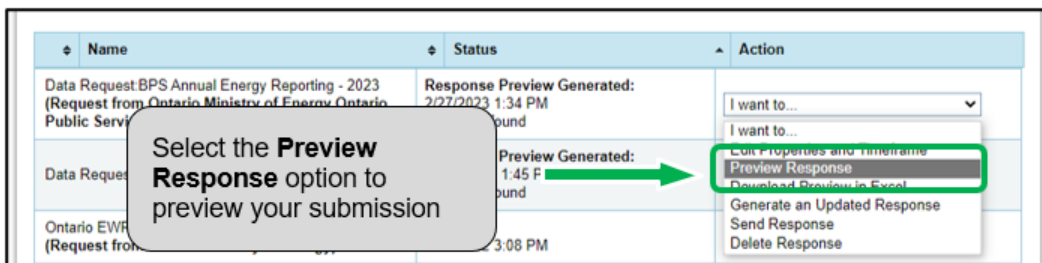 Name
Status
Action
Data Request:BPS Annual Energy Reporting - 2023
(Request from Ontario Ministry of Energy Ontario
Public Servi
Response Preview Generated:
2/27/2023 1:34 PM
ound
I want to...
I want to...
Edit Properties and Timeframe
Preview Response
Download Preview in Excel
Generate an Updated Response
Send Response
Delete Response
Select the Preview
Response option to
preview your submission
Data Reques
Preview Generated:
1:45 P
ound
Ontario EWR
(Request from
3:08 PM